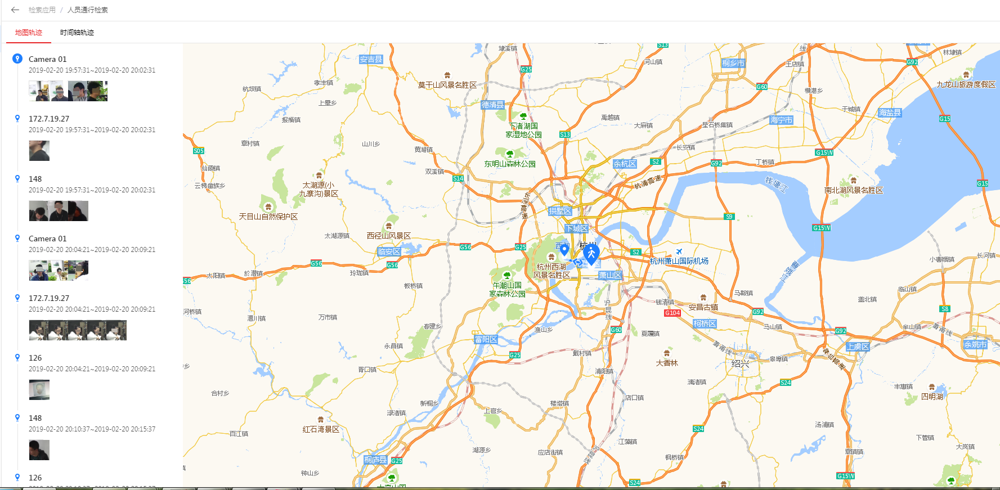 检索应用 / 人员通行检索
地图轨迹
时间轴轨迹
Camera 01
2019-02-20 19:57:31~2019-02-20 20:02:31
172.7.19.27
2019-02-20 19:57:31~2019-02-20 20:02:31
148
2019-02-20 19:57:31~2019-02-20 20:02:31
Camera 01
2019-02-20 20:04:21~2019-02-20 20:09:21
172.7.19.27
2019-02-20 20:04:21~2019-02-20 20:09:21
126
2019-02-20 20:04:21~2019-02-20 20:09:21
148
2019-02-20 20:10:37~2019-02-20 20:15:37
126
埭溪镇
S13
林埭镇
安吉县
河山镇
桐乡市
王店镇
G92
线
G25
孝丰镇
莫干山风景名胜区
杭垓镇
G60
横港乡
九龙山旅游度假区
上墅乡
德清县
于城镇
海盐县
报福镇
下渚湖国
家湿地公园
禹越镇
大麻镇
星石桥集镇
海宁市
G15
S13
章村镇
山川乡
黄湖镇
长安镇
G15W
S05
东明山森林公园
余杭区
S2
G92
丁桥镇
仙霞镇
双溪镇
S14
太湖源(小
九寨沟)景区
云梯畲族乡
杭浦高速
钱塘江
G15
南北湖风景名胜区
高速
天目山自然保护区
拱墅区
S9
G15W
下城区
太湖源镇
西径山风景区
临安区
G56
G25
西湖
杭州
S2
杭州萧山国际机场
长河镇
小曹娥镇
G56
G56
杭州西湖
风景名胜区
萧山区
曹娥江
太阳镇
於潜镇
玲珑镇
G56
板桥镇
午潮山国
家森林公园
临山镇
马鞍镇
盖北镇
钱清镇
安昌古镇
沪昆线
河桥镇
G104
G92
S8
潜川镇
万市镇
春建乡
渔山乡
G60
柯桥区
马山镇
G92
牟山镇
萧甬线
夏履镇
富阳区
永昌镇
萧甬线
上虞区
余姚市
G25
戴村镇
大香林
绍兴
皋埠镇
胥口镇
浦阳镇
漓渚镇
S24
丰惠镇
合村乡
四明湖
店口镇
新桐乡
楼塔镇
上官乡
渌渚镇
红石湾景区
S24
汤浦镇
百江镇
下管镇
江藻镇
大岚镇
湖源乡
应店街镇
枫桥镇
章镇镇
桐庐县
G25
钟山乡
G15W
S24